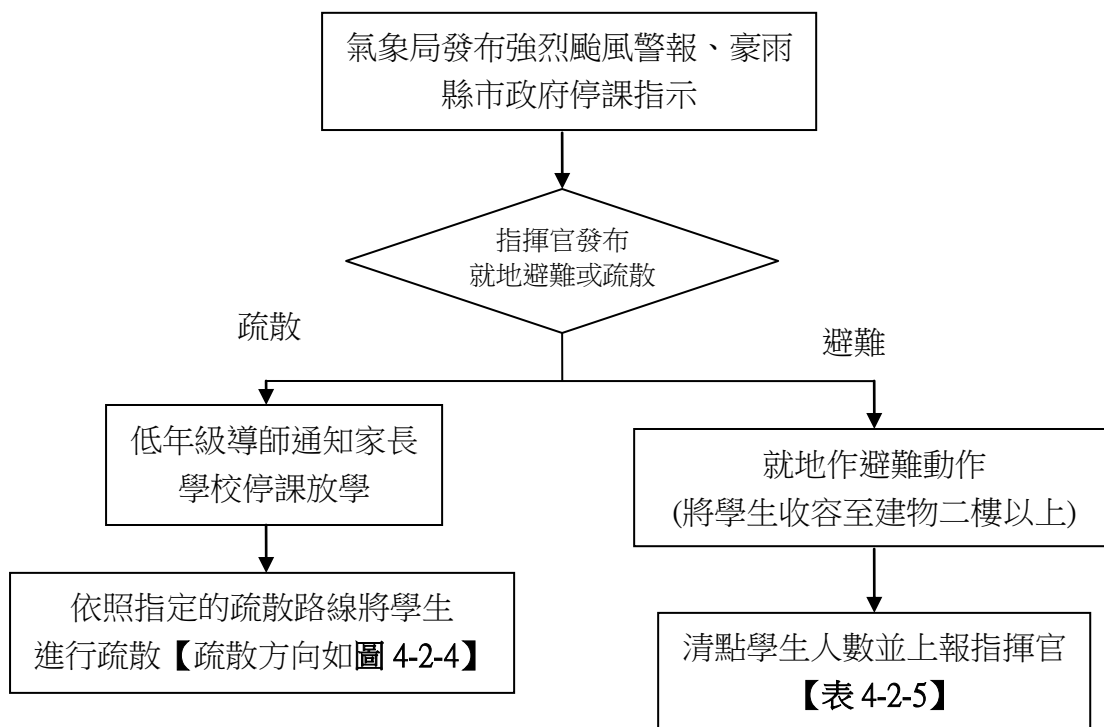 氣象局發布強烈颱風警報、豪雨
縣市政府停課指示
指揮官發布
就地避難或疏散
疏散
避難
低年級導師通知家長
學校停課放學
就地作避難動作
(將學生收容至建物二樓以上)
依照指定的疏散路線將學生
進行疏散【疏散方向如圖 4-2-4】
清點學生人數並上報指揮官
【表 4-2-5】